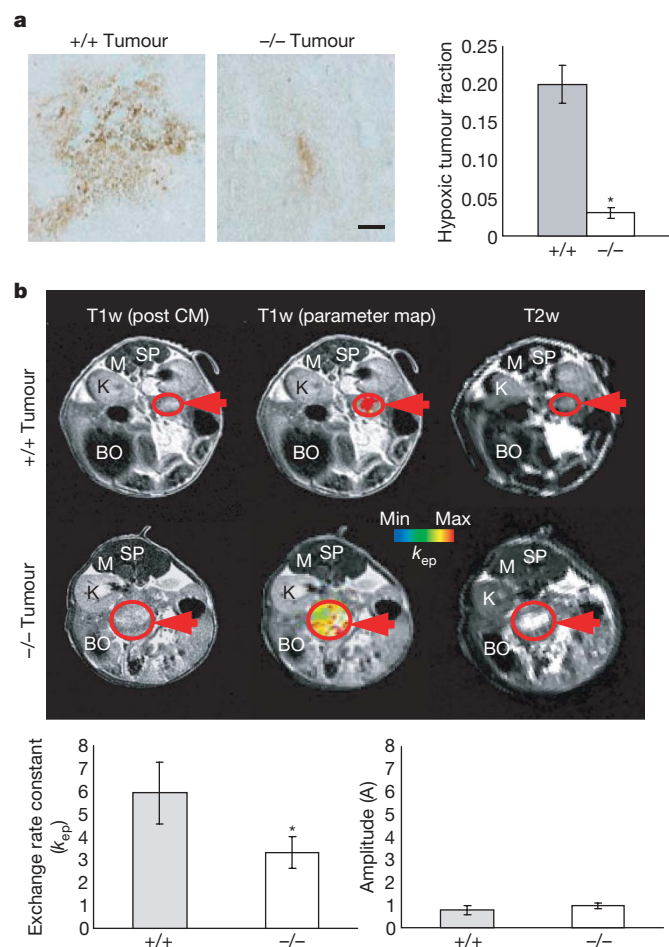 a
+/+ Tumour
–/– Tumour
Hypoxic tumour fraction
0.25
0.20
0.15
0.10
0.05
0
*
+/+ –/–
b
T1w (post CM) T1w (parameter map) T2w
+/+ Tumour
M SP
K
BO
M SP
K
BO
M SP
K
BO
–/– Tumour
Min Max
k_ep
M SP
K
BO
M SP
K
BO
M SP
K
BO
Exchange rate constant
(k_ep)
8
7
6
5
4
3
2
1
0
*
+/+ –/–
Amplitude (A)
8
7
6
5
4
3
2
1
0
+/+ –/–